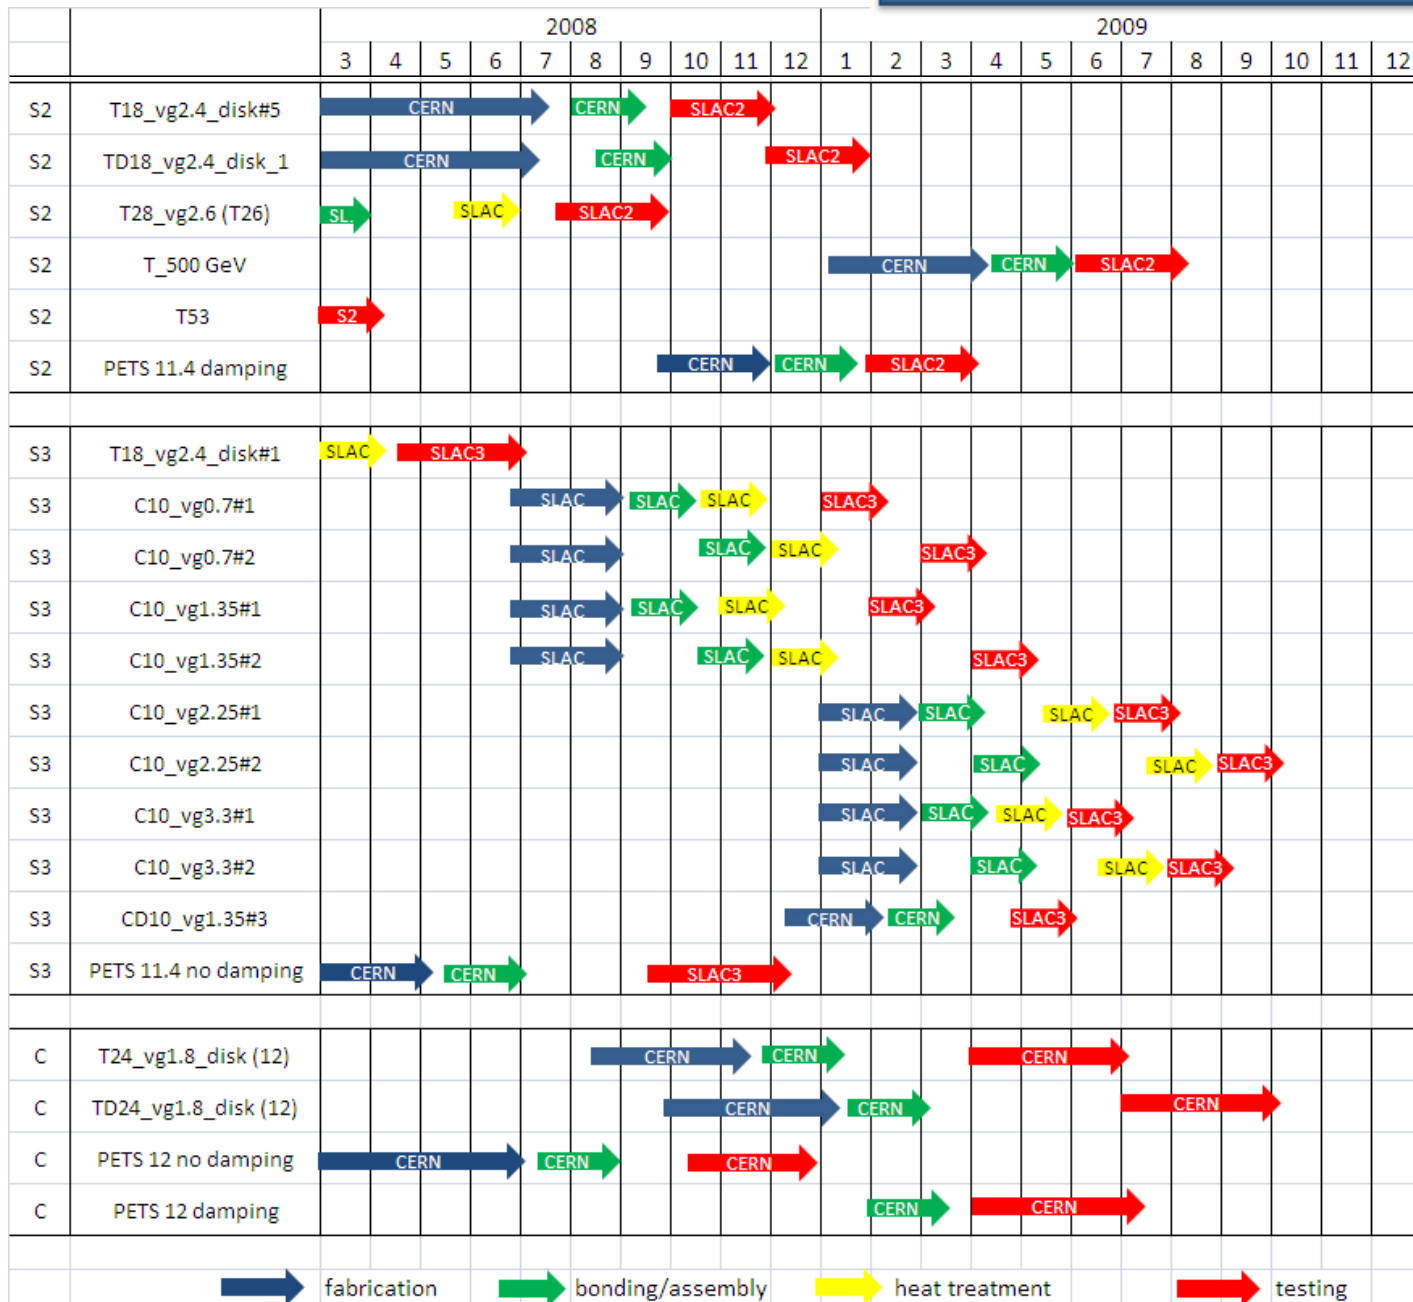 2008 2009
3 4 5 6 7 8 9 10 11 12 1 2 3 4 5 6 7 8 9 10 11 12
S2 T18_vg2.4_disk#5 CERN CERN SLAC2
S2 TD18_vg2.4_disk_1 CERN CERN SLAC2
S2 T28_vg2.6 (T26) SL. SLAC SLAC2
S2 T_500 GeV CERN CERN SLAC2
S2 T53 S2
S2 PETS 11.4 damping CERN CERN SLAC2
S3 T18_vg2.4_disk#1 SLAC SLAC3
S3 C10_vg0.7#1 SLAC SLAC SLAC SLAC3
S3 C10_vg0.7#2 SLAC SLAC SLAC SLAC3
S3 C10_vg1.35#1 SLAC SLAC SLAC SLAC3
S3 C10_vg1.35#2 SLAC SLAC SLAC SLAC3
S3 C10_vg2.25#1 SLAC SLAC SLAC SLAC3
S3 C10_vg2.25#2 SLAC SLAC SLAC SLAC3
S3 C10_vg3.3#1 SLAC SLAC SLAC SLAC3
S3 C10_vg3.3#2 SLAC SLAC SLAC SLAC3
S3 CD10_vg1.35#3 CERN CERN SLAC3
S3 PETS 11.4 no damping CERN CERN SLAC3
C T24_vg1.8_disk (12) CERN CERN CERN
C TD24_vg1.8_disk (12) CERN CERN CERN
C PETS 12 no damping CERN CERN CERN
C PETS 12 damping CERN CERN
fabrication bonding/assembly heat treatment testing